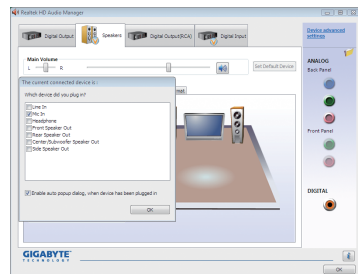 Realtek HD Audio Manager
Digital Output
Speakers
Digital Output(RCA)
Digital Input
Device advanced
settings
Main Volume
L
R
Set Default Device
ANALOG
Back Panel
The current connected device is :
Which device did you plug in?
Line In
Mic In
Headphone
Front Speaker Out
Rear Speaker Out
Center/Subwoofer Speaker Out
Side Speaker Out
Enable auto popup dialog, when device has been plugged in
OK
Front Panel
DIGITAL
GIGABYTE
TECHNOLOGY
OK